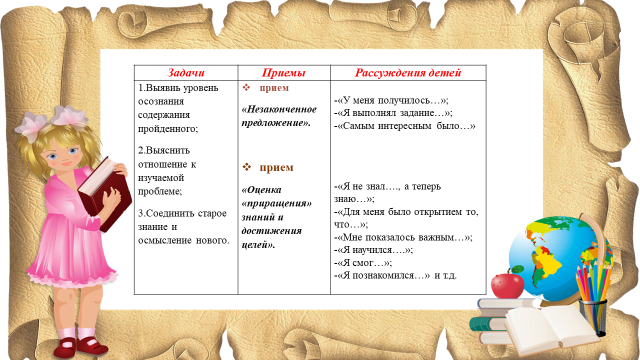 Задачи
Приемы
Рассуждения детей
1.Выявиь уровень
осознания
содержания
пройденного;
2.Выяснить
отношение к
изучаемой
проблеме;
3.Соединить старое
знание и
осмысление нового.
прием
«Незаконченное
предложение».
прием
«Оценка
«приращения»
знаний и
достижения
целей».
-«У меня получилось…»;
-«Я выполнял задание…»;
-«Самым интересным было…»
-«Я не знал…., а теперь
знаю…»;
-«Для меня было открытием то,
что…»;
-«Мне показалось важным…»;
-«Я научился….»;
-«Я смог…»;
-«Я познакомился…» и т.д.